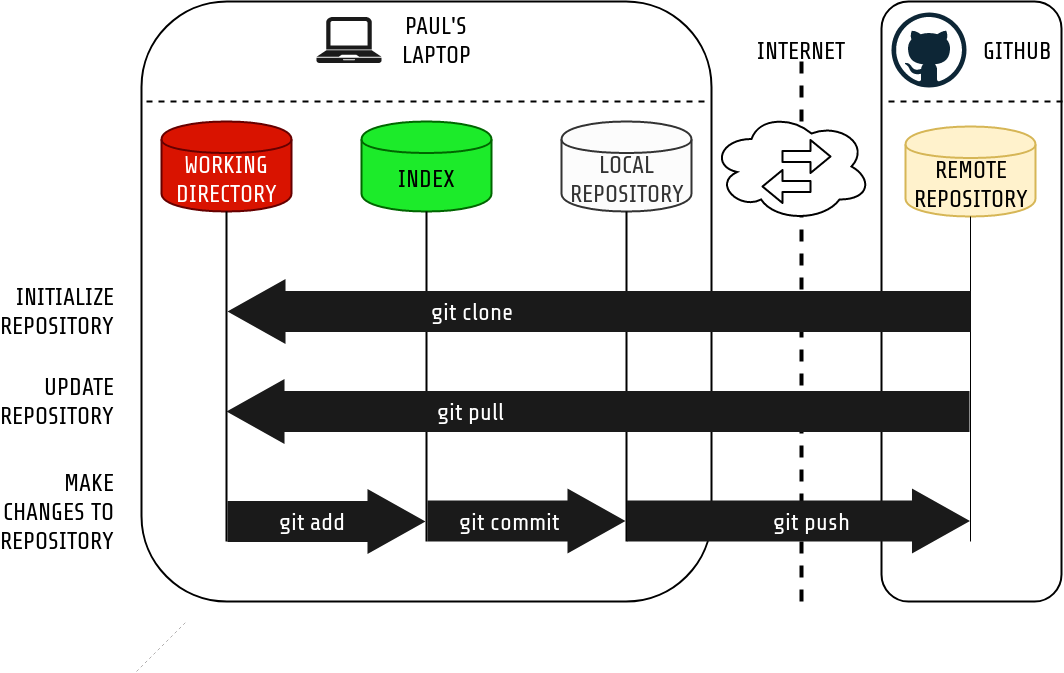 PAUL'S
LAPTOP
INTERNET
GITHUB
WORKING
DIRECTORY
INDEX
LOCAL
REPOSITORY
REMOTE
REPOSITORY
INITIALIZE
REPOSITORY
git clone
UPDATE
REPOSITORY
git pull
MAKE
CHANGES TO
REPOSITORY
git add
git commit
git push